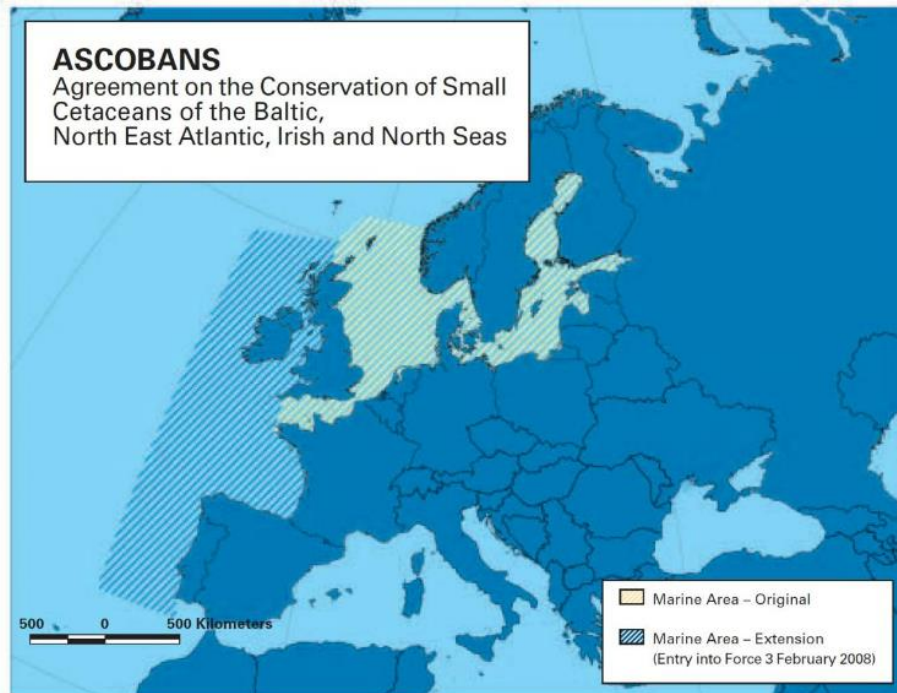 ASCOBANS
Agreement on the Conservation of Small
Cetaceans of the Baltic,
North East Atlantic, Irish and North Seas
500 0 500 Kilometers
Marine Area – Original
Marine Area – Extension
(Entry into Force 3 February 2008)